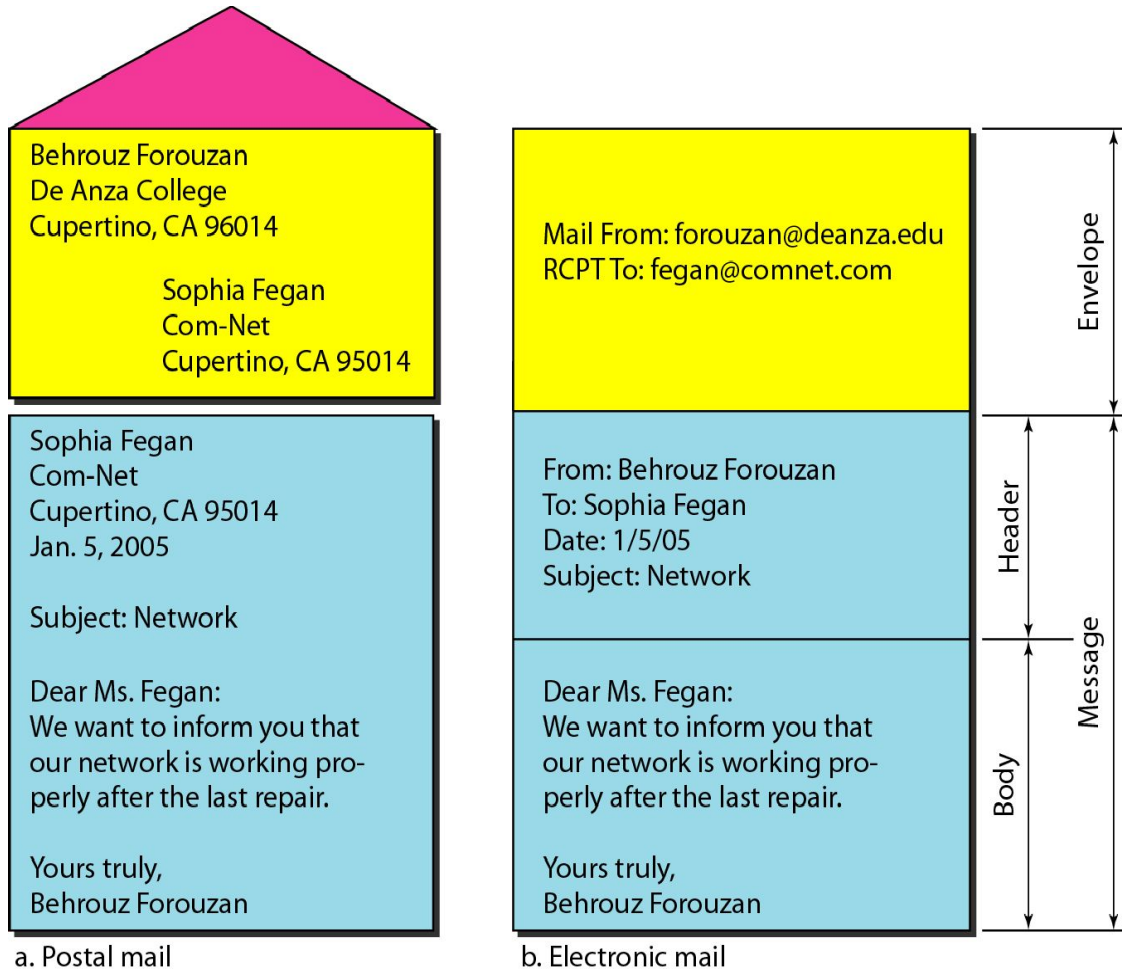 Behrouz Forouzan
De Anza College
Cupertino, CA 96014
Sophia Fegan
Com-Net
Cupertino, CA 95014
Sophia Fegan
Com-Net
Cupertino, CA 95014
Jan. 5, 2005
Subject: Network
Dear Ms. Fegan:
We want to inform you that
our network is working pro-
perly after the last repair.
Yours truly,
Behrouz Forouzan
a. Postal mail
Mail From: forouzan@deanza.edu
RCPT To: fegan@comnet.com
From: Behrouz Forouzan
To: Sophia Fegan
Date: 1/5/05
Subject: Network
Dear Ms. Fegan:
We want to inform you that
our network is working pro-
perly after the last repair.
Yours truly,
Behrouz Forouzan
b. Electronic mail
Envelope
Header
Body
Message